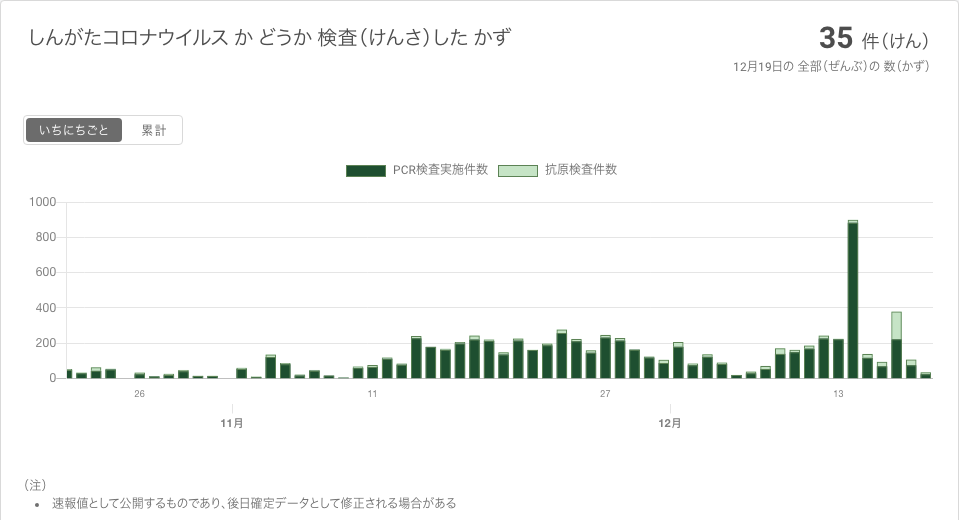 しんがたコロナウイルス か どうか 検査（けんさ）した かず
35 件（けん）
12月19日の 全部（ぜんぶ）の 数（かず）
いちにちごと 累計
PCR検査実施件数 抗原検査件数
1000
800
600
400
200
0
26 11 27 13
11月 12月
（注）
• 速報値として公開するものであり、後日確定データとして修正される場合がある